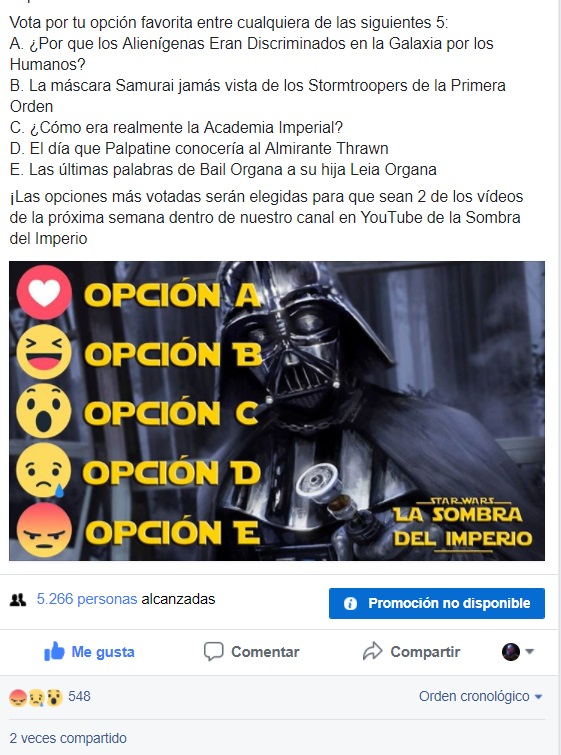 Vota por tu opción favorita entre cualquiera de las siguientes 5:
A. ¿Por que los Alienígenas Eran Discriminados en la Galaxia por los
Humanos?
B. La máscara Samurai jamás vista de los Stormtroopers de la Primera
Orden
C. ¿Cómo era realmente la Academia Imperial?
D. El día que Palpatine conocería al Almirante Thrawn
E. Las últimas palabras de Bail Organa a su hija Leia Organa
¡Las opciones más votadas serán elegidas para que sean 2 de los vídeos
de la próxima semana dentro de nuestro canal en YouTube de la Sombra
del Imperio
OPCIÓN A
OPCIÓN B
OPCIÓN C
OPCIÓN D
OPCIÓN E
STAR WARS
LA SOMBRA
DEL IMPERIO
5.266 personas alcanzadas
Promoción no disponible
Me gusta
Comentar
Compartir
548
Orden cronológico
2 veces compartido